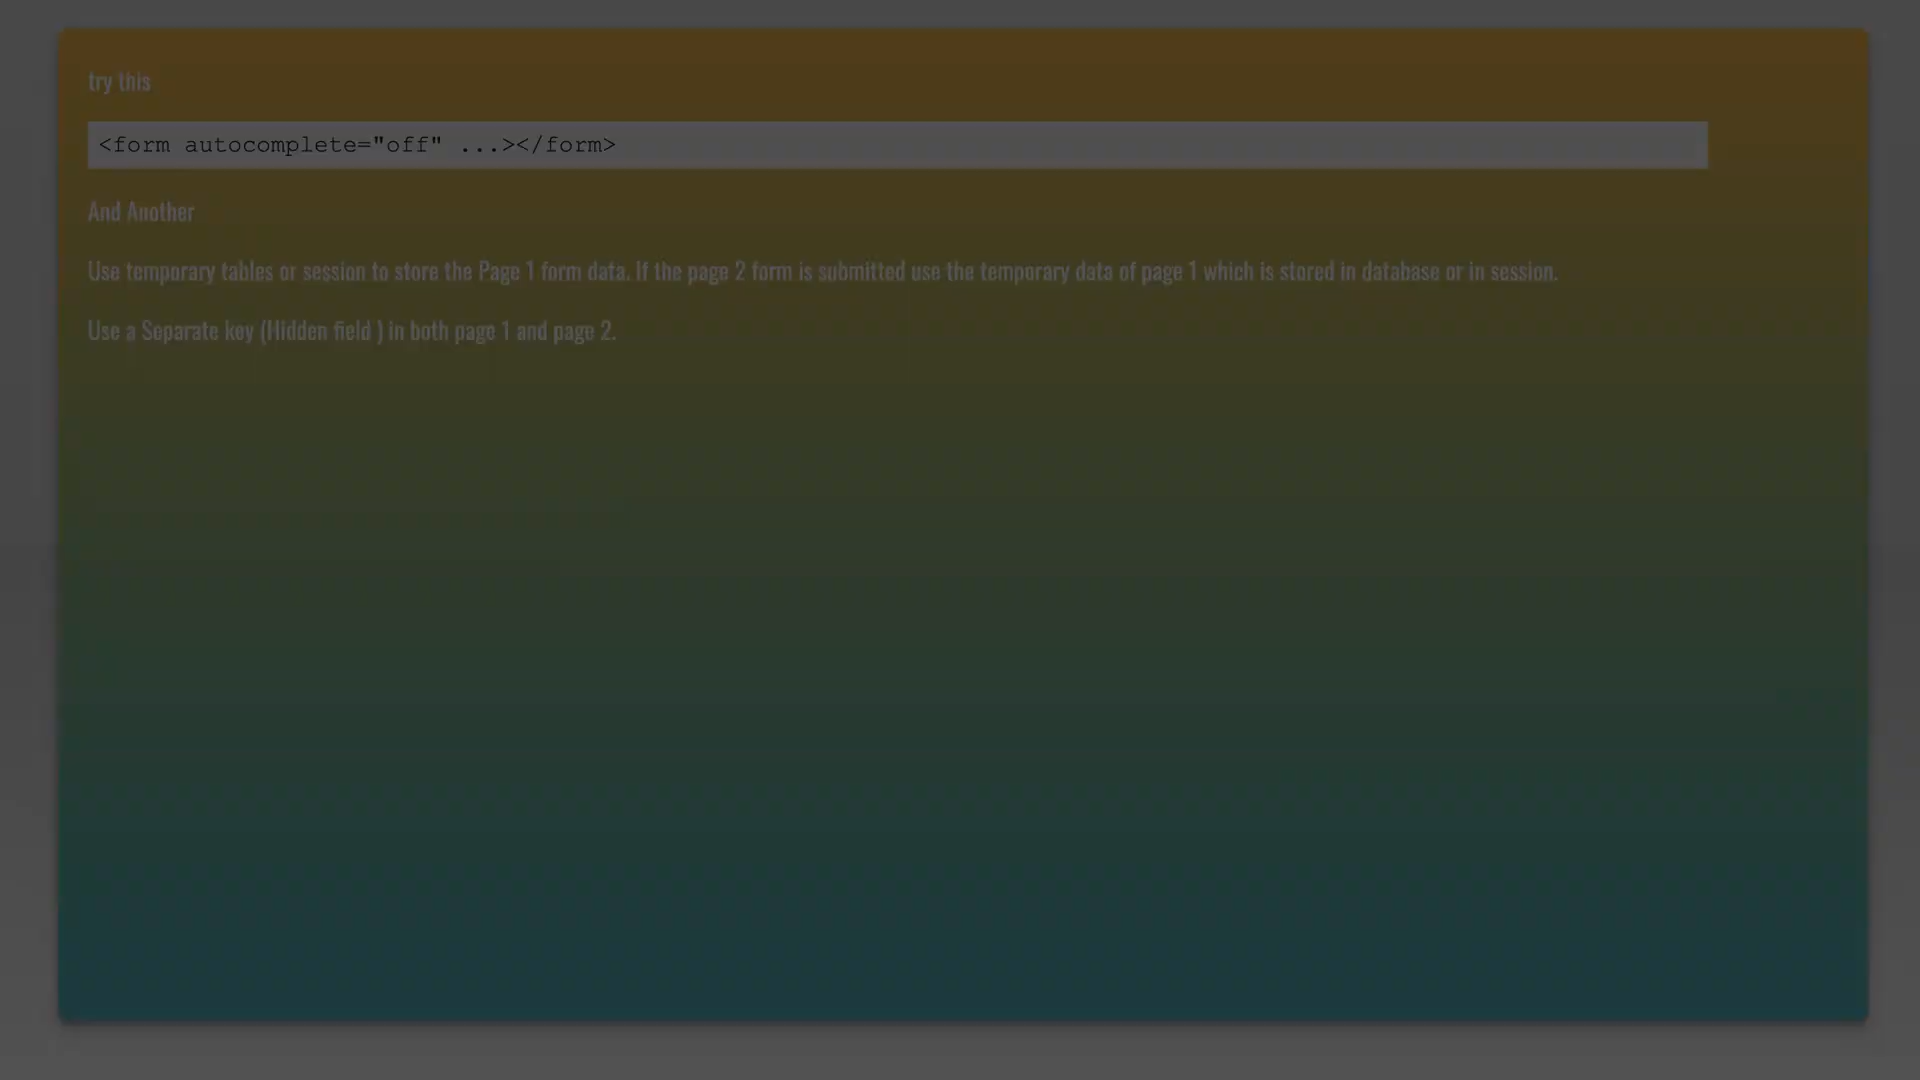 try this
<form autocomplete="off" ...></form>
And Another
Use temporary tables or session to store the Page 1 form data. If the page 2 form is submitted use the temporary data of page 1 which is stored in database or in session.
Use a Separate key (Hidden field ) in both page 1 and page 2.